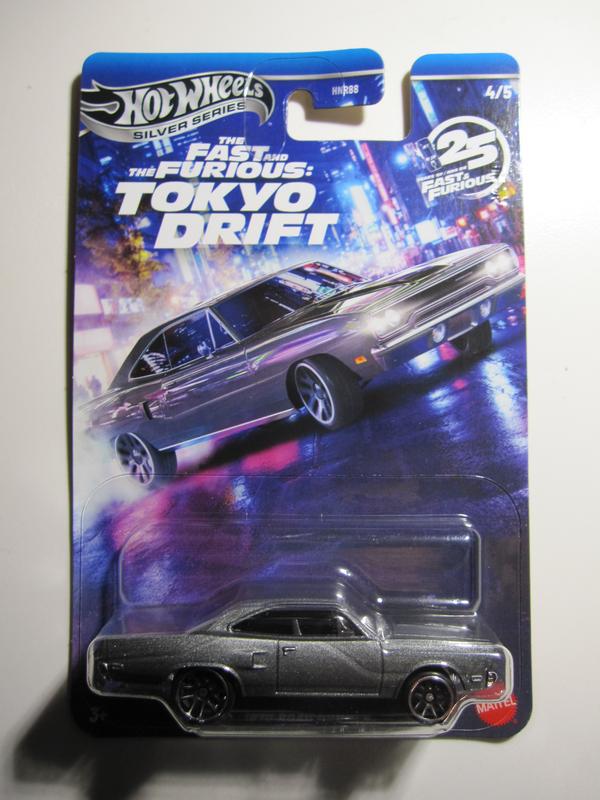 HOT WHEELS
SILVER SERIES
HNR88
4/5
THE
FAST AND
THE FURIOUS:
TOKYO
DRIFT
25
FAST &
FURIOUS
3+
MATTEL